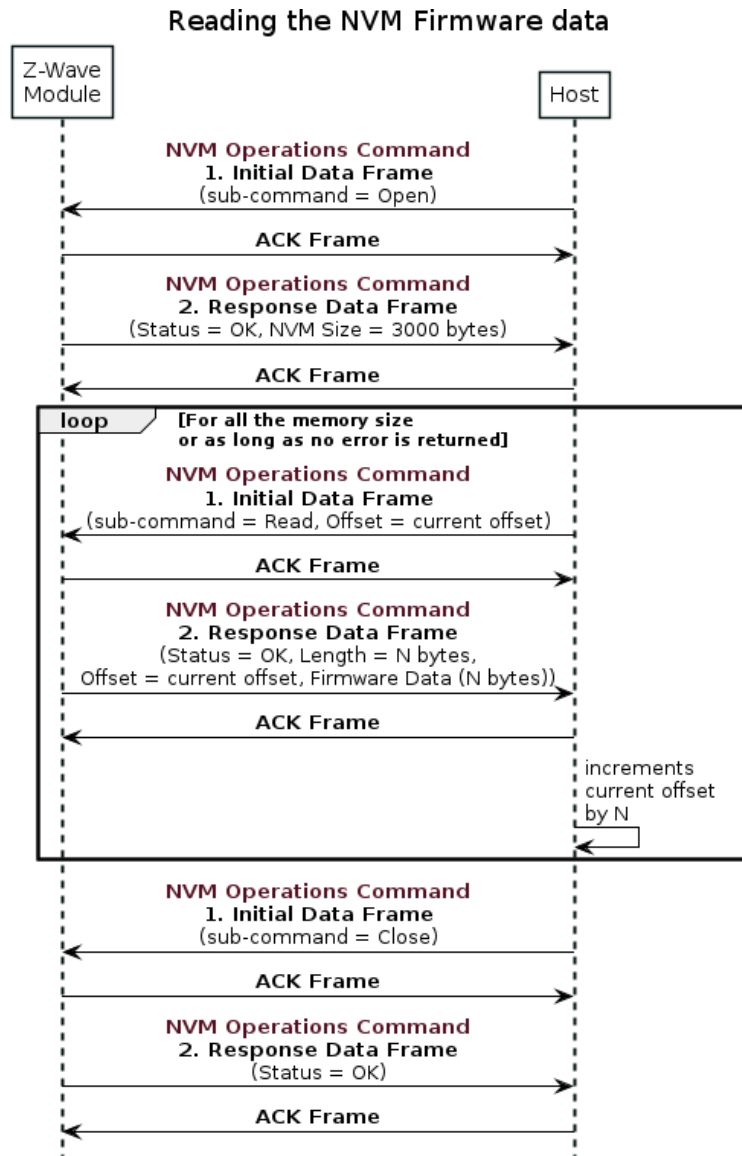 Reading the NVM Firmware data
Z-Wave
Module
Host
NVM Operations Command
1. Initial Data Frame
(sub-command = Open)
ACK Frame
NVM Operations Command
2. Response Data Frame
(Status = OK, NVM Size = 3000 bytes)
ACK Frame
loop
[For all the memory size
or as long as no error is returned]
NVM Operations Command
1. Initial Data Frame
(sub-command = Read, Offset = current offset)
ACK Frame
NVM Operations Command
2. Response Data Frame
(Status = OK, Length = N bytes,
Offset = current offset, Firmware Data (N bytes))
ACK Frame
increments
current offset
by N
NVM Operations Command
1. Initial Data Frame
(sub-command = Close)
ACK Frame
NVM Operations Command
2. Response Data Frame
(Status = OK)
ACK Frame